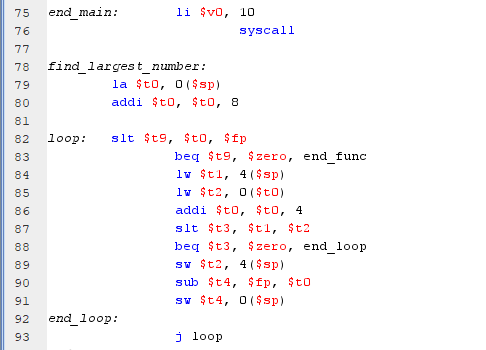 75 end_main: li $v0, 10
76 syscall
77
78 find_largest_number:
79 la $t0, 0($sp)
80 addi $t0, $t0, 8
81
82 loop: slt $t9, $t0, $fp
83 beq $t9, $zero, end_func
84 lw $t1, 4($sp)
85 lw $t2, 0($t0)
86 addi $t0, $t0, 4
87 slt $t3, $t1, $t2
88 beq $t3, $zero, end_loop
89 sw $t2, 4($sp)
90 sub $t4, $fp, $t0
91 sw $t4, 0($sp)
92 end_loop:
93 j loop